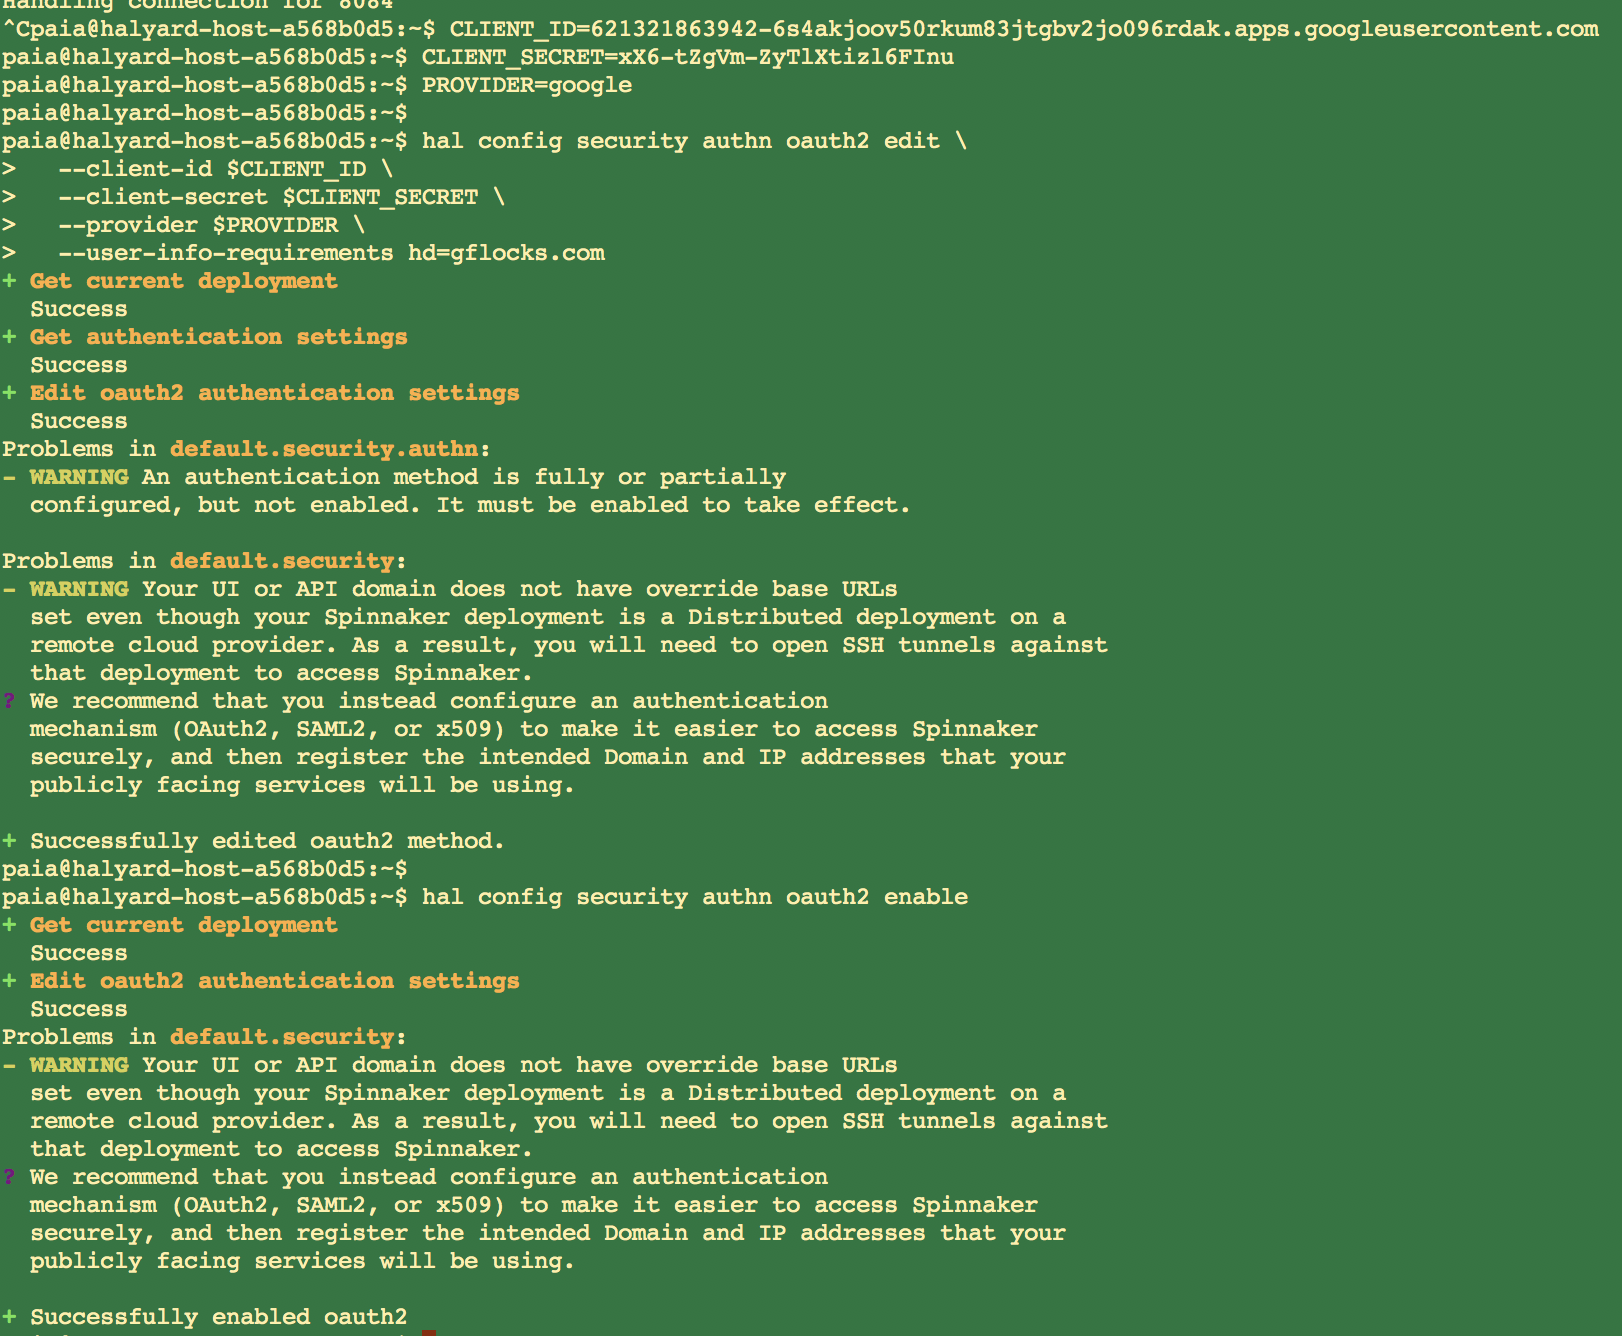 Handling connection for 8084
^Cpaia@halyard-host-a568b0d5:~$ CLIENT_ID=621321863942-6s4akjoov50rkum83jtgbv2jo096rdak.apps.googleusercontent.com
paia@halyard-host-a568b0d5:~$ CLIENT_SECRET=xX6-tZgVm-ZyTlXtizl6FInu
paia@halyard-host-a568b0d5:~$ PROVIDER=google
paia@halyard-host-a568b0d5:~$
paia@halyard-host-a568b0d5:~$ hal config security authn oauth2 edit \
>   --client-id $CLIENT_ID \
>   --client-secret $CLIENT_SECRET \
>   --provider $PROVIDER \
>   --user-info-requirements hd=gflocks.com
+ Get current deployment
  Success
+ Get authentication settings
  Success
+ Edit oauth2 authentication settings
  Success
Problems in default.security.authn:
- WARNING An authentication method is fully or partially
  configured, but not enabled. It must be enabled to take effect.

Problems in default.security:
- WARNING Your UI or API domain does not have override base URLs
  set even though your Spinnaker deployment is a Distributed deployment on a
  remote cloud provider. As a result, you will need to open SSH tunnels against
  that deployment to access Spinnaker.
? We recommend that you instead configure an authentication
  mechanism (OAuth2, SAML2, or x509) to make it easier to access Spinnaker
  securely, and then register the intended Domain and IP addresses that your
  publicly facing services will be using.

+ Successfully edited oauth2 method.
paia@halyard-host-a568b0d5:~$
paia@halyard-host-a568b0d5:~$ hal config security authn oauth2 enable
+ Get current deployment
  Success
+ Edit oauth2 authentication settings
  Success
Problems in default.security:
- WARNING Your UI or API domain does not have override base URLs
  set even though your Spinnaker deployment is a Distributed deployment on a
  remote cloud provider. As a result, you will need to open SSH tunnels against
  that deployment to access Spinnaker.
? We recommend that you instead configure an authentication
  mechanism (OAuth2, SAML2, or x509) to make it easier to access Spinnaker
  securely, and then register the intended Domain and IP addresses that your
  publicly facing services will be using.

+ Successfully enabled oauth2